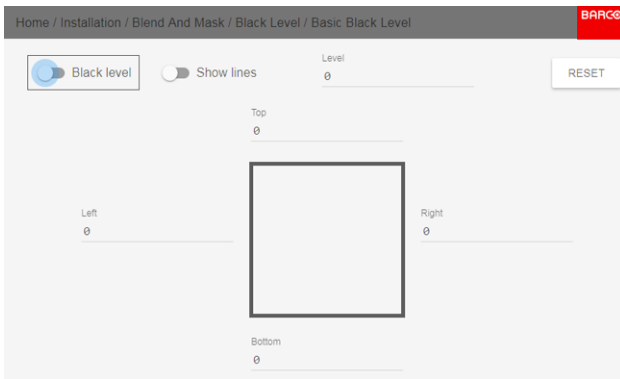 Home / Installation / Blend And Mask / Black Level / Basic Black Level
BARCO
Black level
Show lines
Level
0
RESET
Top
0
Left
0
Right
0
Bottom
0